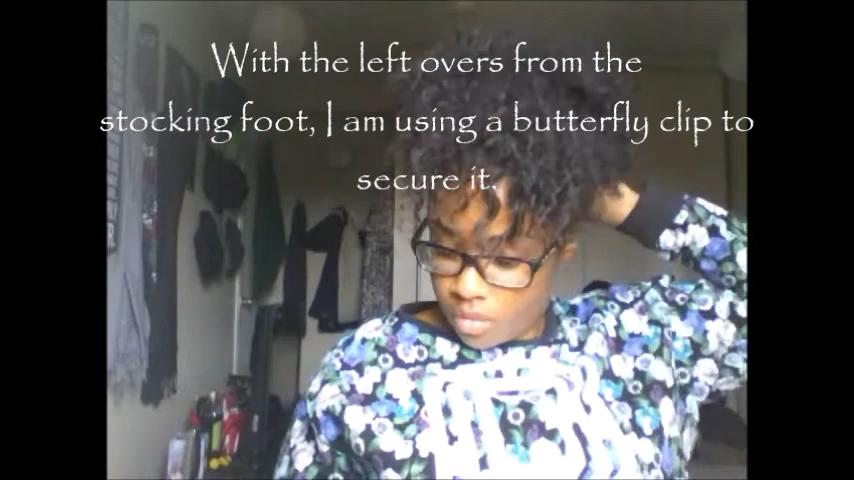 With the left overs from the
stocking foot, I am using a butterfly clip to
secure it.